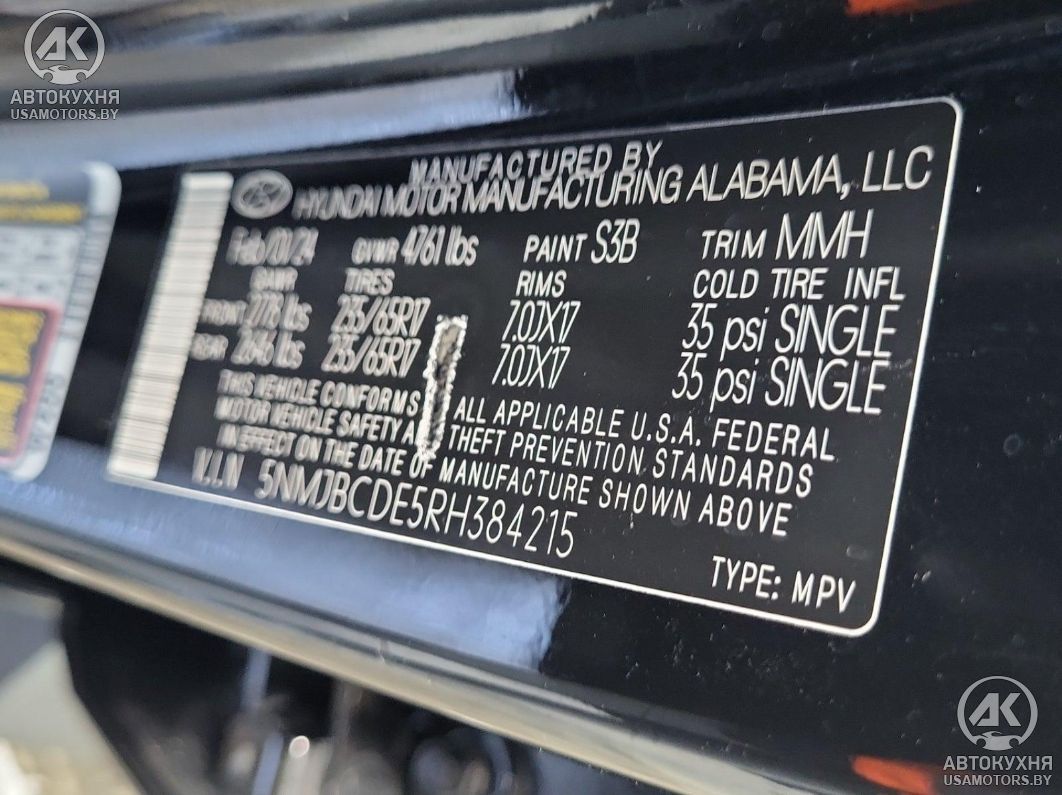 AK
АВТОКУХНЯ
USAMOTORS.BY
MANUFACTURED BY
HYUNDAI MOTOR MANUFACTURING ALABAMA, LLC
Feb/01/24 GVWR 4761 lbs PAINT S3B TRIM MMH
GAWR TIRES RIMS COLD TIRE INFL
FRONT 2778 lbs 235/65R17 7.0JX17 35 psi SINGLE
REAR 2646 lbs 235/65R17 7.0JX17 35 psi SINGLE
THIS VEHICLE CONFORMS ALL APPLICABLE U.S.A. FEDERAL
MOTOR VEHICLE SAFETY THEFT PREVENTION STANDARDS
IN EFFECT ON THE DATE OF MANUFACTURE SHOWN ABOVE
V.I.N 5NMJBCDE5RH384215
TYPE: MPV
AK
АВТОКУХНЯ
USAMOTORS.BY